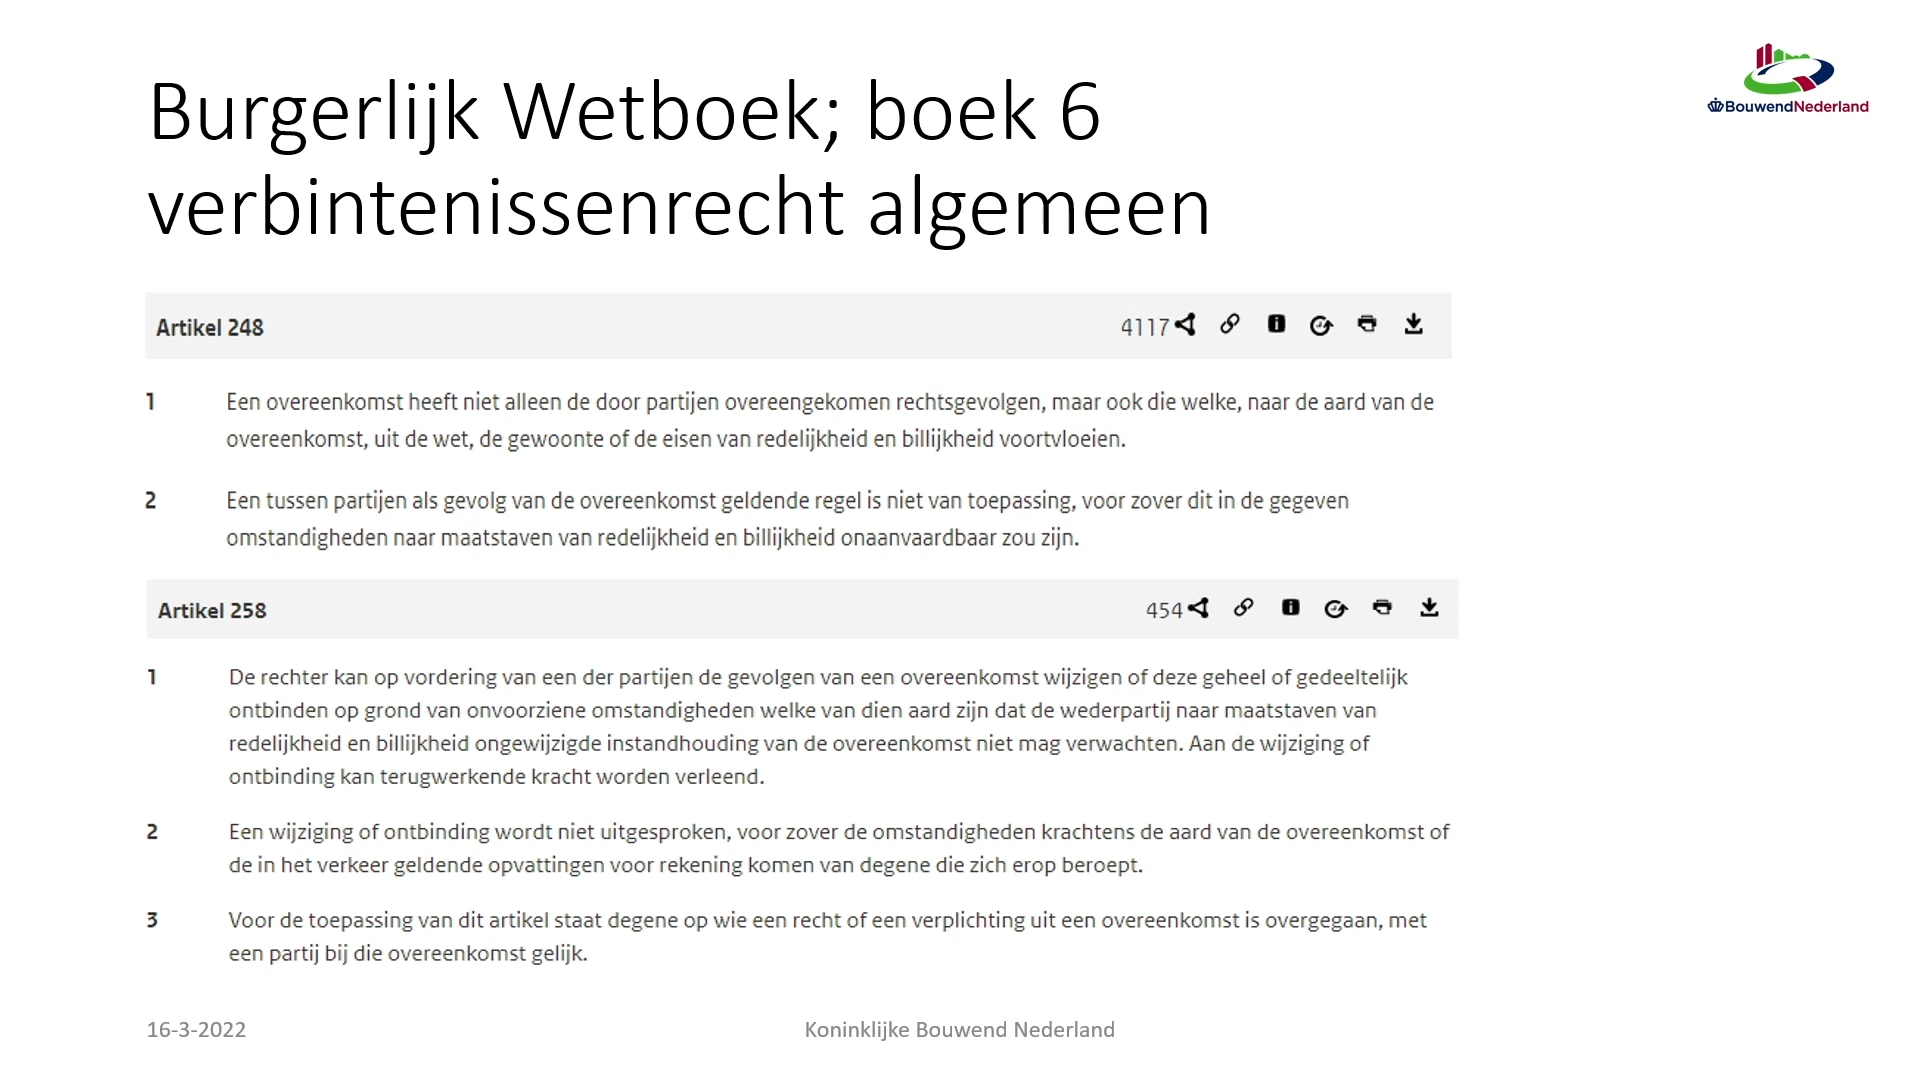 Burgerlijk Wetboek; boek 6
verbintenissenrecht algemeen
BouwendNederland
Artikel 248
4117
1 Een overeenkomst heeft niet alleen de door partijen overeengekomen rechtsgevolgen, maar ook die welke, naar de aard van de
overeenkomst, uit de wet, de gewoonte of de eisen van redelijkheid en billijkheid voortvloeien.
2 Een tussen partijen als gevolg van de overeenkomst geldende regel is niet van toepassing, voor zover dit in de gegeven
omstandigheden naar maatstaven van redelijkheid en billijkheid onaanvaardbaar zou zijn.
Artikel 258
454
1 De rechter kan op vordering van een der partijen de gevolgen van een overeenkomst wijzigen of deze geheel of gedeeltelijk
ontbinden op grond van onvoorziene omstandigheden welke van dien aard zijn dat de wederpartij naar maatstaven van
redelijkheid en billijkheid ongewijzigde instandhouding van de overeenkomst niet mag verwachten. Aan de wijziging of
ontbinding kan terugwerkende kracht worden verleend.
2 Een wijziging of ontbinding wordt niet uitgesproken, voor zover de omstandigheden krachtens de aard van de overeenkomst of
de in het verkeer geldende opvattingen voor rekening komen van degene die zich erop beroept.
3 Voor de toepassing van dit artikel staat degene op wie een recht of een verplichting uit een overeenkomst is overgegaan, met
een partij bij die overeenkomst gelijk.
16-3-2022
Koninklijke Bouwend Nederland